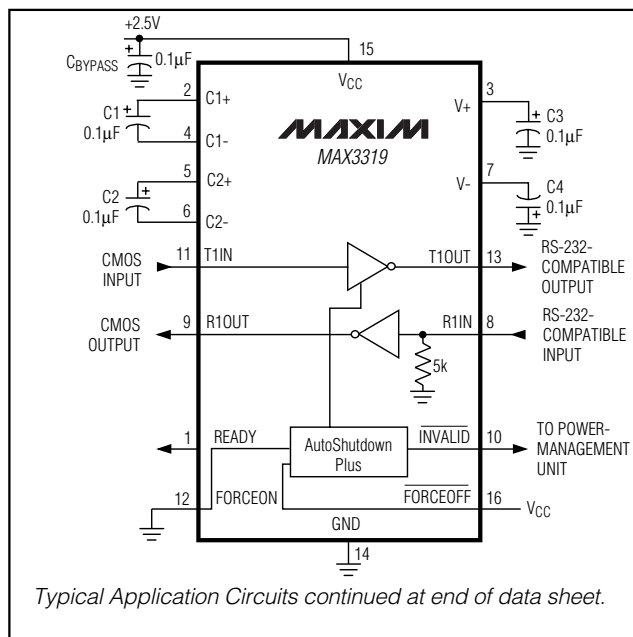 +2.5V
CBYPASS
0.1µF
15
VCC
2
C1+
C1
0.1µF
4
C1-
5
C2+
C2
0.1µF
6
C2-
MAXIM
MAX3319
3
V+
C3
0.1µF
7
V-
C4
0.1µF
CMOS
INPUT
11
T1IN
T1OUT
13
RS-232-
COMPATIBLE
OUTPUT
CMOS
OUTPUT
9
R1OUT
R1IN
8
RS-232-
COMPATIBLE
INPUT
5k
1
READY
AutoShutdown
Plus
INVALID
10
TO POWER-
MANAGEMENT
UNIT
12
FORCEON
FORCEOFF
16
VCC
GND
14
Typical Application Circuits continued at end of data sheet.